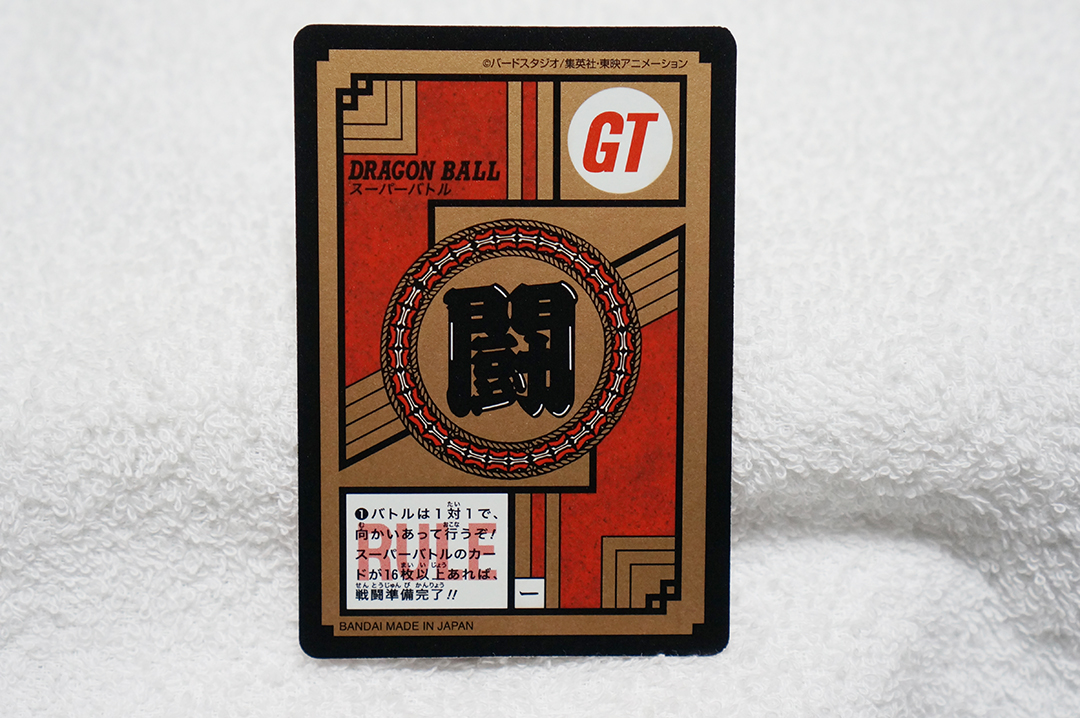 ©バードスタジオ/集英社・東映アニメーション
GT
DRAGON BALL
スーパーバトル
闘
RULE
❶バトルは1対1で、
向かいあって行うぞ!
スーパーバトルのカー
ドが16枚以上あれば、
戦闘準備完了!!
一
BANDAI MADE IN JAPAN